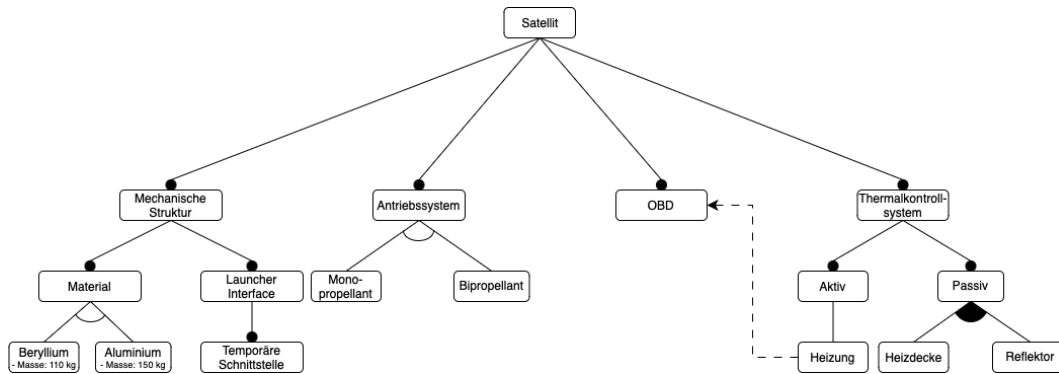 Satellit
Mechanische
Struktur
Antriebssystem
OBD
Thermalkontroll-
system
Material
Launcher
Interface
Mono-
propellant
Bipropellant
Aktiv
Passiv
Beryllium
- Masse: 110 kg
Aluminium
- Masse: 150 kg
Temporäre
Schnittstelle
Heizung
Heizdecke
Reflektor